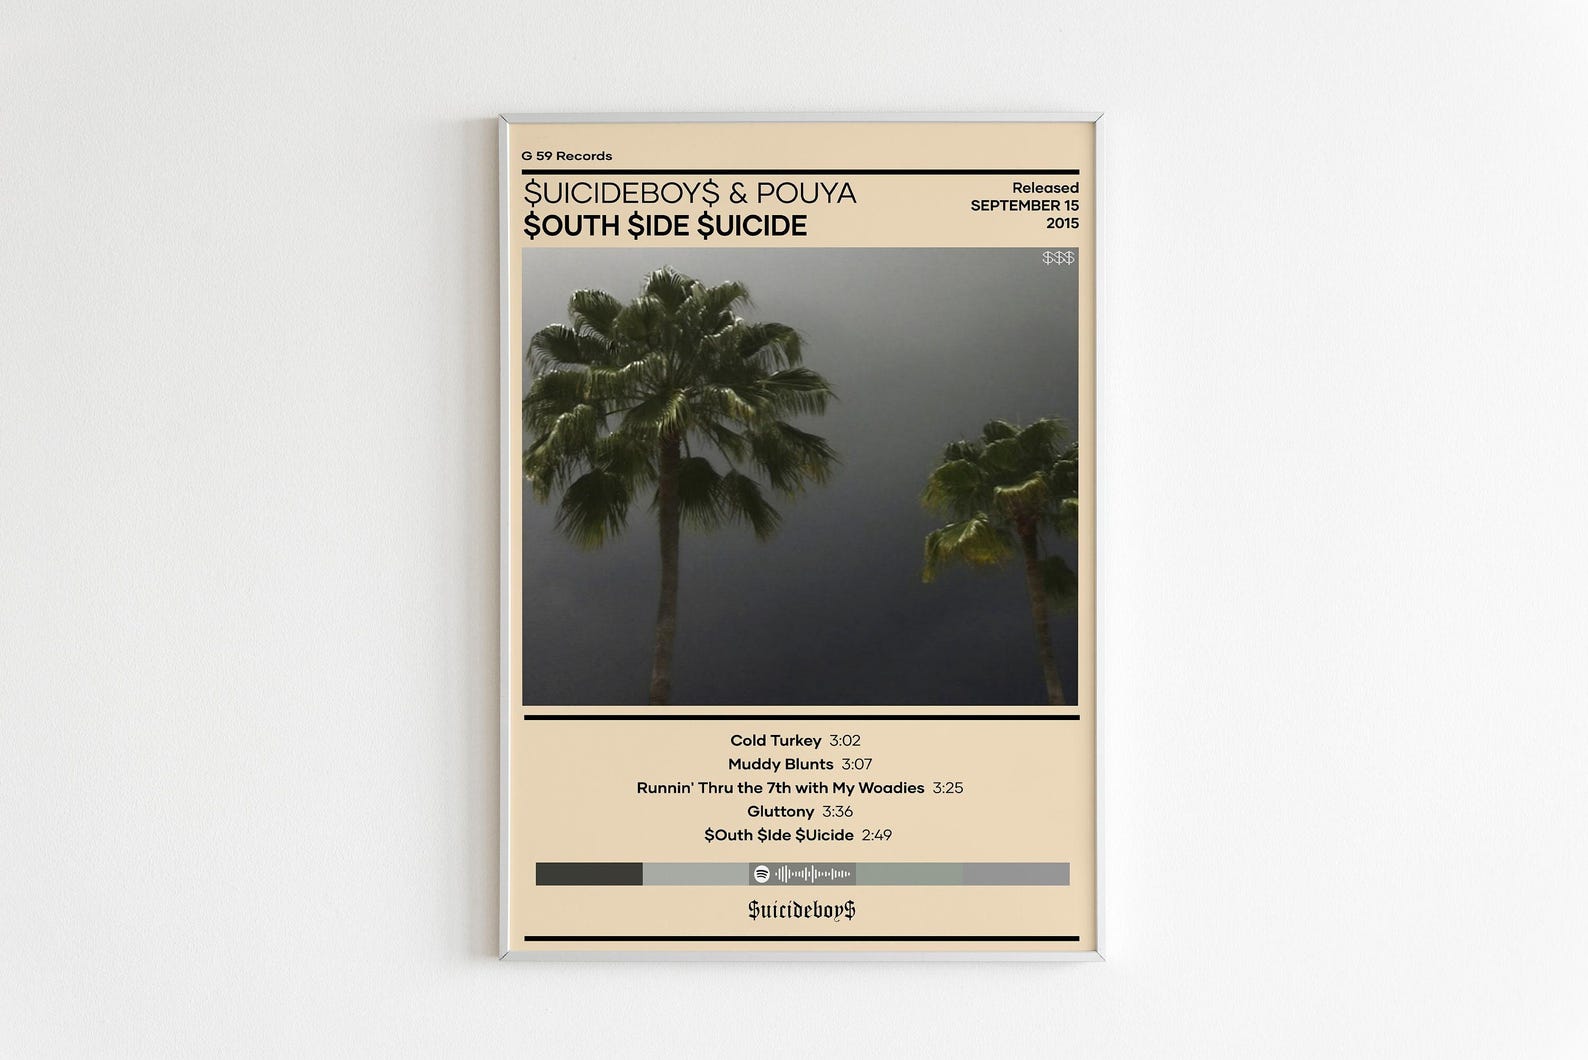 G 59 Records
$UICIDEBOY$ & POUYA
$OUTH $IDE $UICIDE
Released
SEPTEMBER 15
2015
$$$
Cold Turkey 3:02
Muddy Blunts 3:07
Runnin' Thru the 7th with My Woadies 3:25
Gluttony 3:36
$Outh $Ide $Uicide 2:49
$uicideboy$